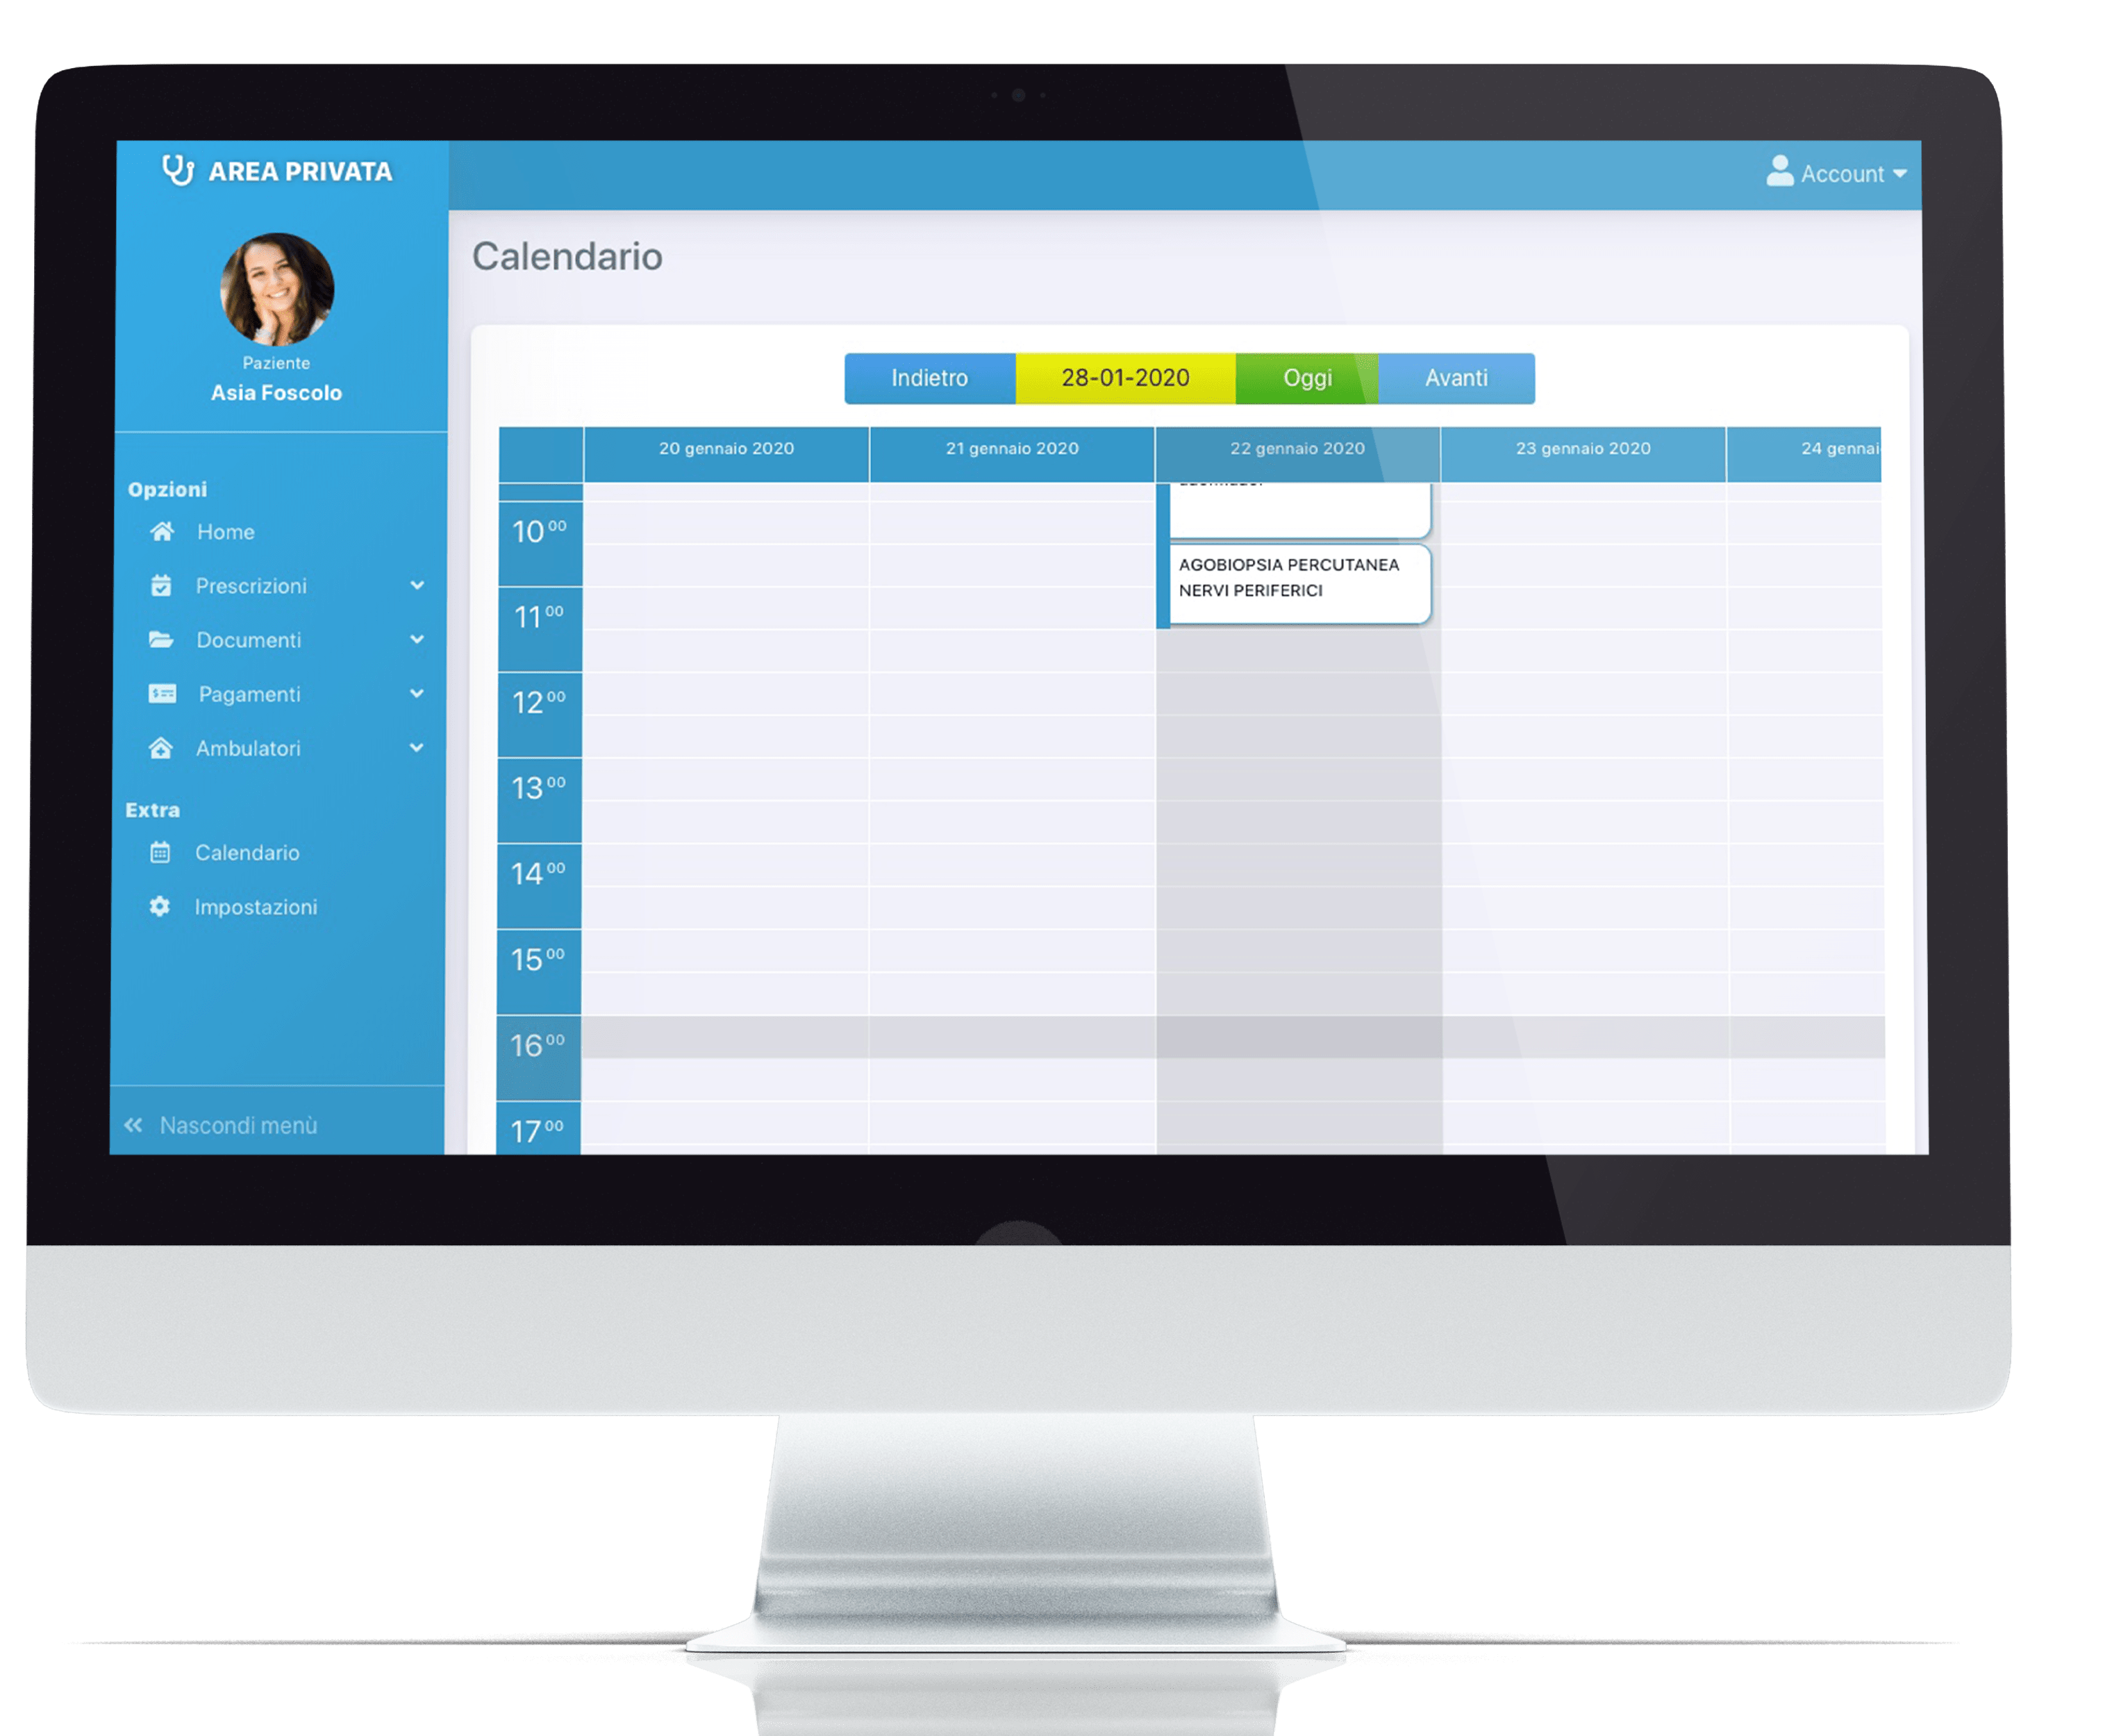 AREA PRIVATA
Account
Paziente
Asia Foscolo
Opzioni
Home
Prescrizioni
Documenti
Pagamenti
Ambulatori
Extra
Calendario
Impostazioni
Nascondi menù
Calendario
Indietro 28-01-2020 Oggi Avanti
20 gennaio 2020 21 gennaio 2020 22 gennaio 2020 23 gennaio 2020 24 gennai
10 00
AGOBIOPSIA PERCUTANEA
NERVI PERIFERICI
11 00
12 00
13 00
14 00
15 00
16 00
17 00